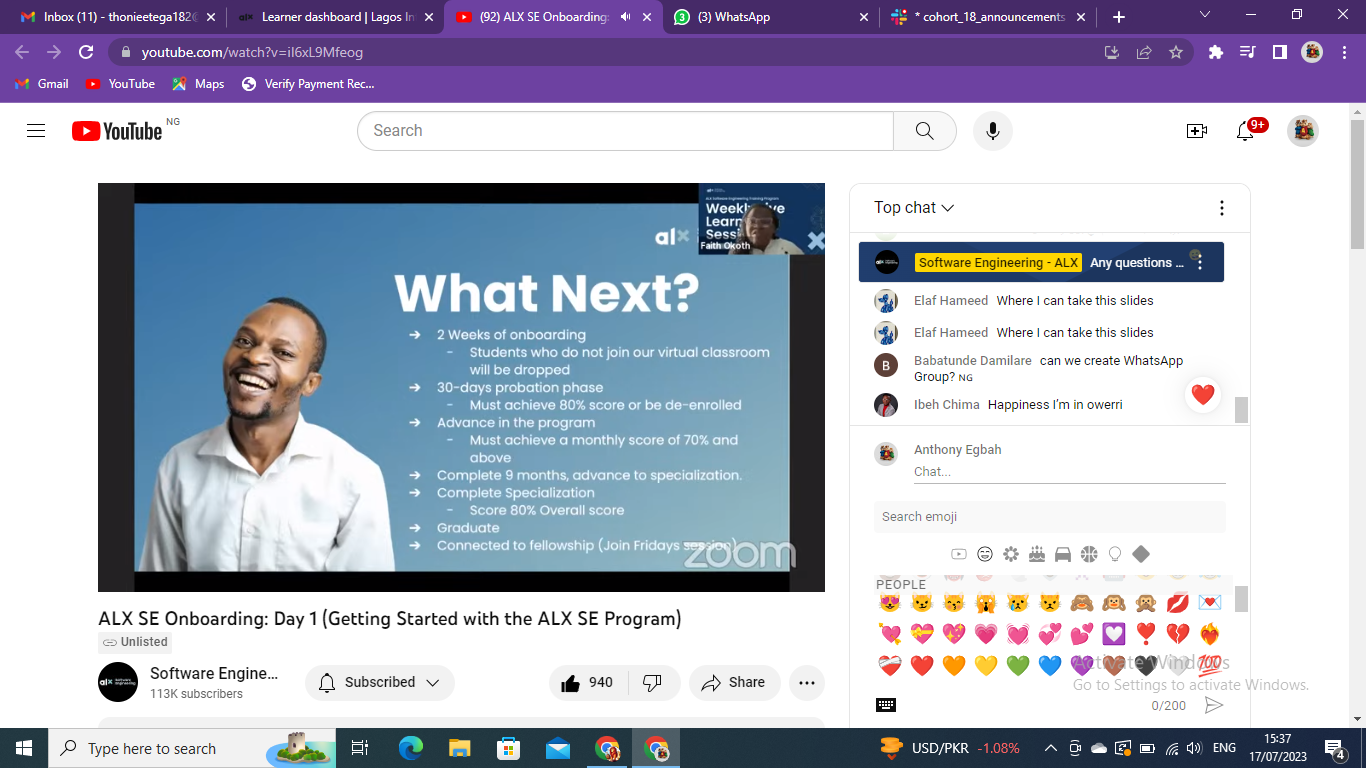 Inbox (11) - thonieetega182@
Learner dashboard | Lagos In
(92) ALX SE Onboarding:
(3) WhatsApp
* cohort_18_announcements
youtube.com/watch?v=iI6xL9Mfeog
Gmail
YouTube
Maps
Verify Payment Rec...
YouTube NG
Search
9+
Top chat
ALX Software Engineering Training Program
alx
Faith Okoth
What Next?
➔ 2 Weeks of onboarding
- Students who do not join our virtual classroom
will be dropped
➔ 30-days probation phase
- Must achieve 80% score or be de-enrolled
➔ Advance in the program
- Must achieve a monthly score of 70% and
above
➔ Complete 9 months, advance to specialization.
➔ Complete Specialization
- Score 80% Overall score
➔ Graduate
➔ Connected to fellowship (Join Fridays session)
zoom
Software Engineering - ALX Any questions ...
Elaf Hameed Where I can take this slides
Elaf Hameed Where I can take this slides
B
Babatunde Damilare can we create WhatsApp
Group? NG
Ibeh Chima Happiness I'm in owerri
Anthony Egbah
Chat...
Search emoji
PEOPLE
0/200
ALX SE Onboarding: Day 1 (Getting Started with the ALX SE Program)
Unlisted
Software Enginee...
113K subscribers
Subscribed
940
Share
Activate Windows
Go to Settings to activate Windows.
Type here to search
USD/PKR -1.08%
ENG
15:37
17/07/2023
4